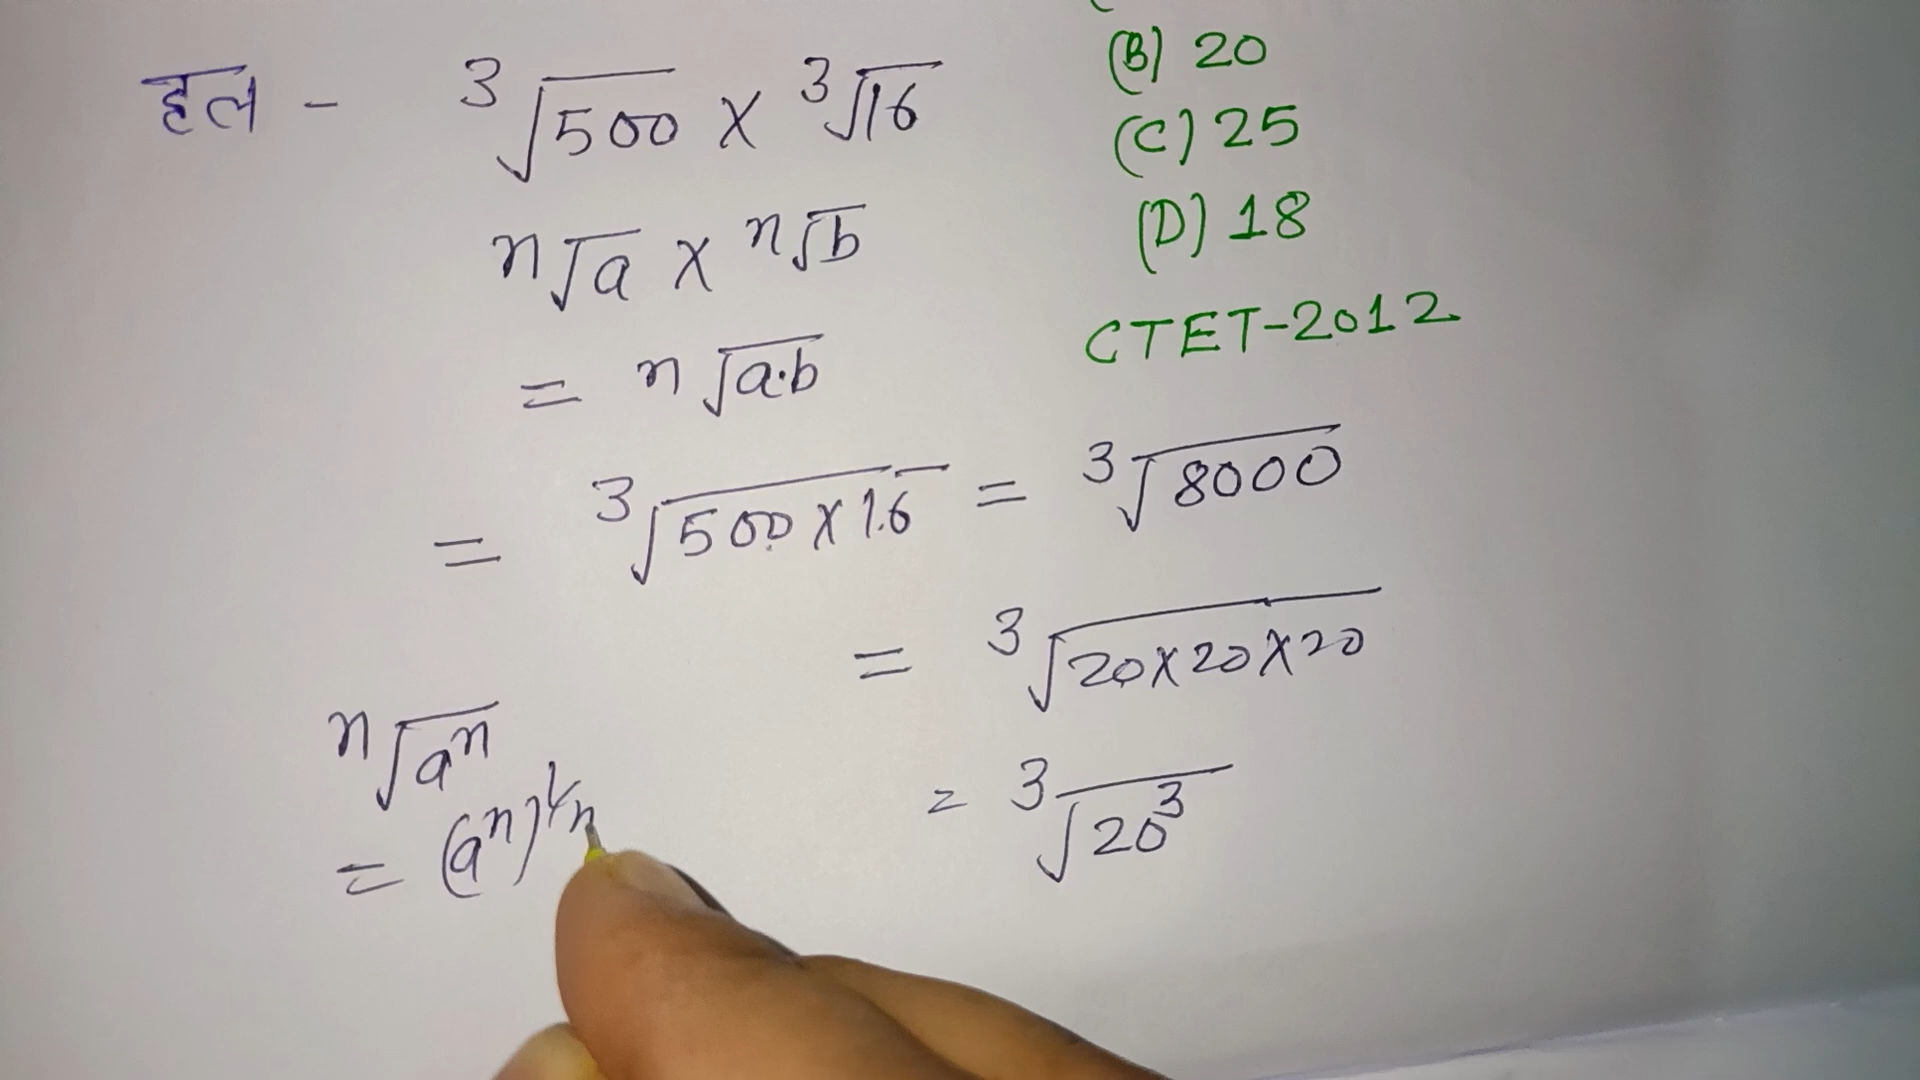 हल - ³√500 × ³√16
(B) 20
(C) 25
(D) 18
CTET-2012
ⁿ√a × ⁿ√b
= ⁿ√a·b
= ³√500×16 = ³√8000
= ³√20×20×20
= ³√20³
ⁿ√aⁿ
= (aⁿ)^1/n